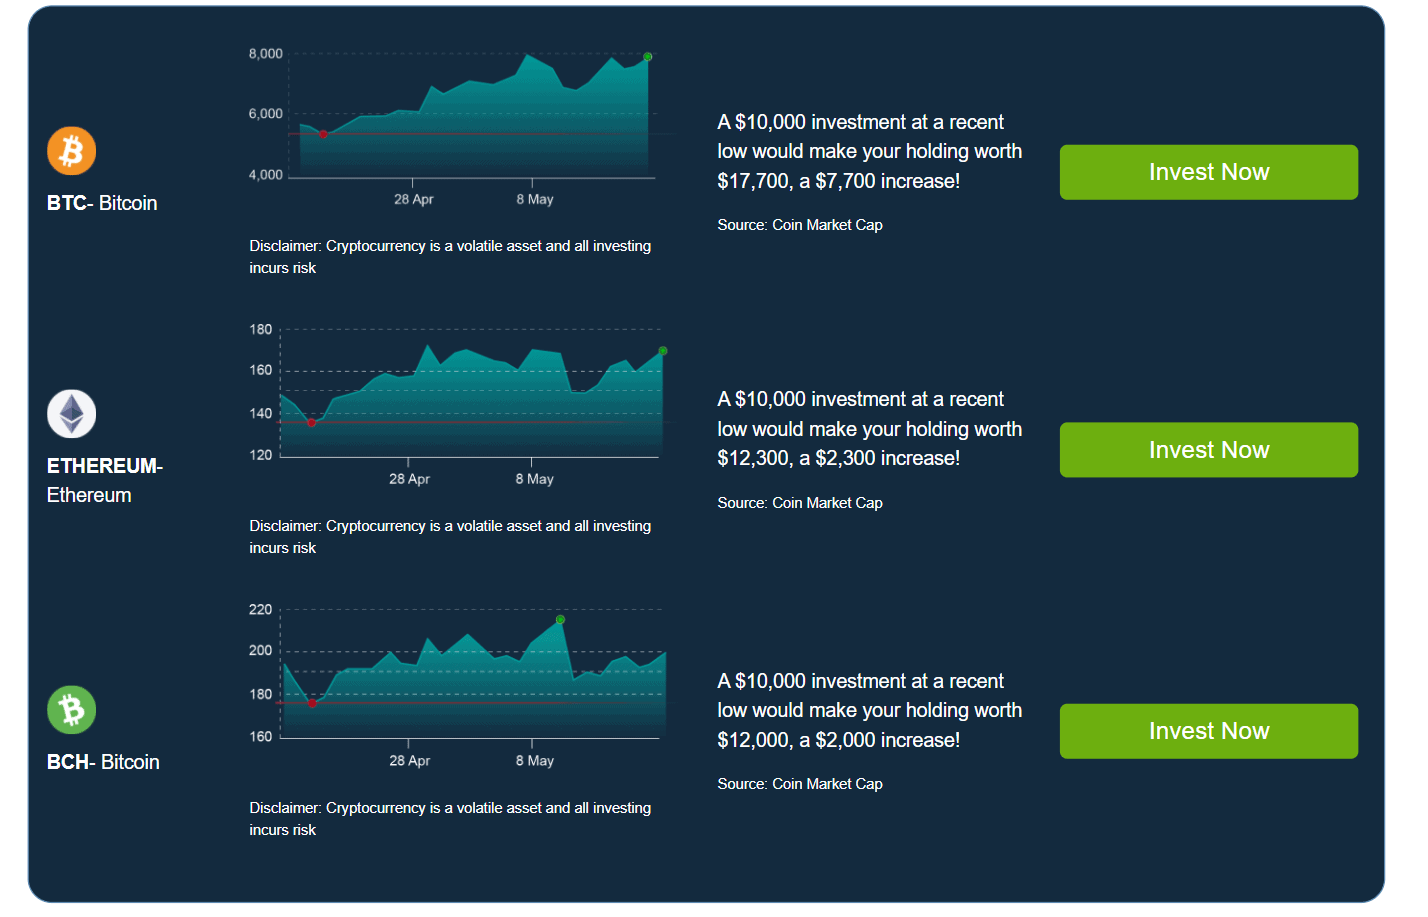 8,000
6,000
4,000
28 Apr 8 May
BTC- Bitcoin
Disclaimer: Cryptocurrency is a volatile asset and all investing
incurs risk
A $10,000 investment at a recent
low would make your holding worth
$17,700, a $7,700 increase!
Source: Coin Market Cap
Invest Now
180
160
140
120
28 Apr 8 May
ETHEREUM-
Ethereum
Disclaimer: Cryptocurrency is a volatile asset and all investing
incurs risk
A $10,000 investment at a recent
low would make your holding worth
$12,300, a $2,300 increase!
Source: Coin Market Cap
Invest Now
220
200
180
160
28 Apr 8 May
BCH- Bitcoin
Disclaimer: Cryptocurrency is a volatile asset and all investing
incurs risk
A $10,000 investment at a recent
low would make your holding worth
$12,000, a $2,000 increase!
Source: Coin Market Cap
Invest Now